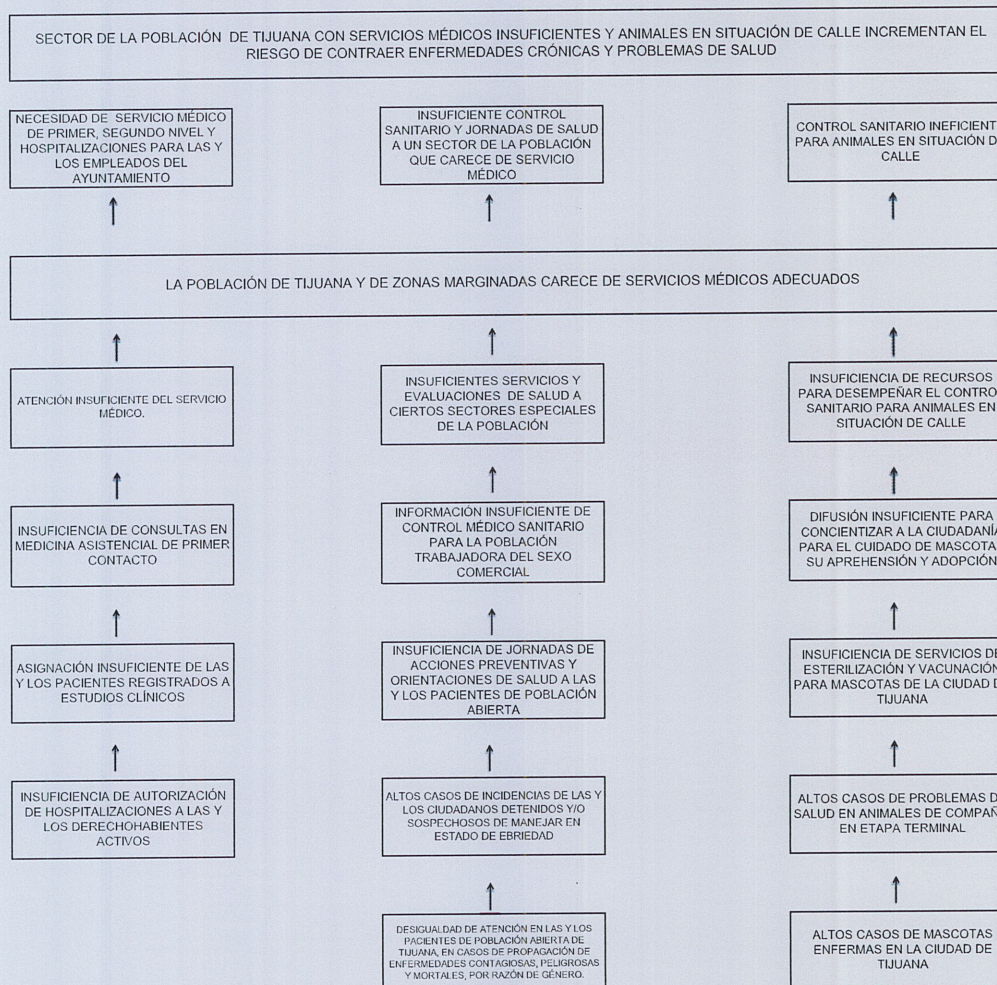 SECTOR DE LA POBLACIÓN DE TIJUANA CON SERVICIOS MÉDICOS INSUFICIENTES Y ANIMALES EN SITUACIÓN DE CALLE INCREMENTAN EL
RIESGO DE CONTRAER ENFERMEDADES CRÓNICAS Y PROBLEMAS DE SALUD
NECESIDAD DE SERVICIO MÉDICO
DE PRIMER, SEGUNDO NIVEL Y
HOSPITALIZACIONES PARA LAS Y
LOS EMPLEADOS DEL
AYUNTAMIENTO
INSUFICIENTE CONTROL
SANITARIO Y JORNADAS DE SALUD
A UN SECTOR DE LA POBLACIÓN
QUE CARECE DE SERVICIO
MÉDICO
CONTROL SANITARIO INEFICIENT
PARA ANIMALES EN SITUACIÓN D
CALLE
LA POBLACIÓN DE TIJUANA Y DE ZONAS MARGINADAS CARECE DE SERVICIOS MÉDICOS ADECUADOS
ATENCIÓN INSUFICIENTE DEL SERVICIO
MÉDICO.
INSUFICIENTES SERVICIOS Y
EVALUACIONES DE SALUD A
CIERTOS SECTORES ESPECIALES
DE LA POBLACIÓN
INSUFICIENCIA DE RECURSOS
PARA DESEMPEÑAR EL CONTRO
SANITARIO PARA ANIMALES EN
SITUACIÓN DE CALLE
INSUFICIENCIA DE CONSULTAS EN
MEDICINA ASISTENCIAL DE PRIMER
CONTACTO
INFORMACIÓN INSUFICIENTE DE
CONTROL MÉDICO SANITARIO
PARA LA POBLACIÓN
TRABAJADORA DEL SEXO
COMERCIAL
DIFUSIÓN INSUFICIENTE PARA
CONCIENTIZAR A LA CIUDADANÍA
PARA EL CUIDADO DE MASCOTA
SU APREHENSIÓN Y ADOPCIÓN
ASIGNACIÓN INSUFICIENTE DE LAS
Y LOS PACIENTES REGISTRADOS A
ESTUDIOS CLÍNICOS
INSUFICIENCIA DE JORNADAS DE
ACCIONES PREVENTIVAS Y
ORIENTACIONES DE SALUD A LAS
Y LOS PACIENTES DE POBLACIÓN
ABIERTA
INSUFICIENCIA DE SERVICIOS DE
ESTERILIZACIÓN Y VACUNACIÓN
PARA MASCOTAS DE LA CIUDAD D
TIJUANA
INSUFICIENCIA DE AUTORIZACIÓN
DE HOSPITALIZACIONES A LAS Y
LOS DERECHOHABIENTES
ACTIVOS
ALTOS CASOS DE INCIDENCIAS DE LAS Y
LOS CIUDADANOS DETENIDOS Y/O
SOSPECHOSOS DE MANEJAR EN
ESTADO DE EBRIEDAD
ALTOS CASOS DE PROBLEMAS D
SALUD EN ANIMALES DE COMPAÑ
EN ETAPA TERMINAL
DESIGUALDAD DE ATENCIÓN EN LAS Y LOS
PACIENTES DE POBLACIÓN ABIERTA DE
TIJUANA, EN CASOS DE PROPAGACIÓN DE
ENFERMEDADES CONTAGIOSAS, PELIGROSAS
Y MORTALES, POR RAZÓN DE GÉNERO.
ALTOS CASOS DE MASCOTAS
ENFERMAS EN LA CIUDAD DE
TIJUANA